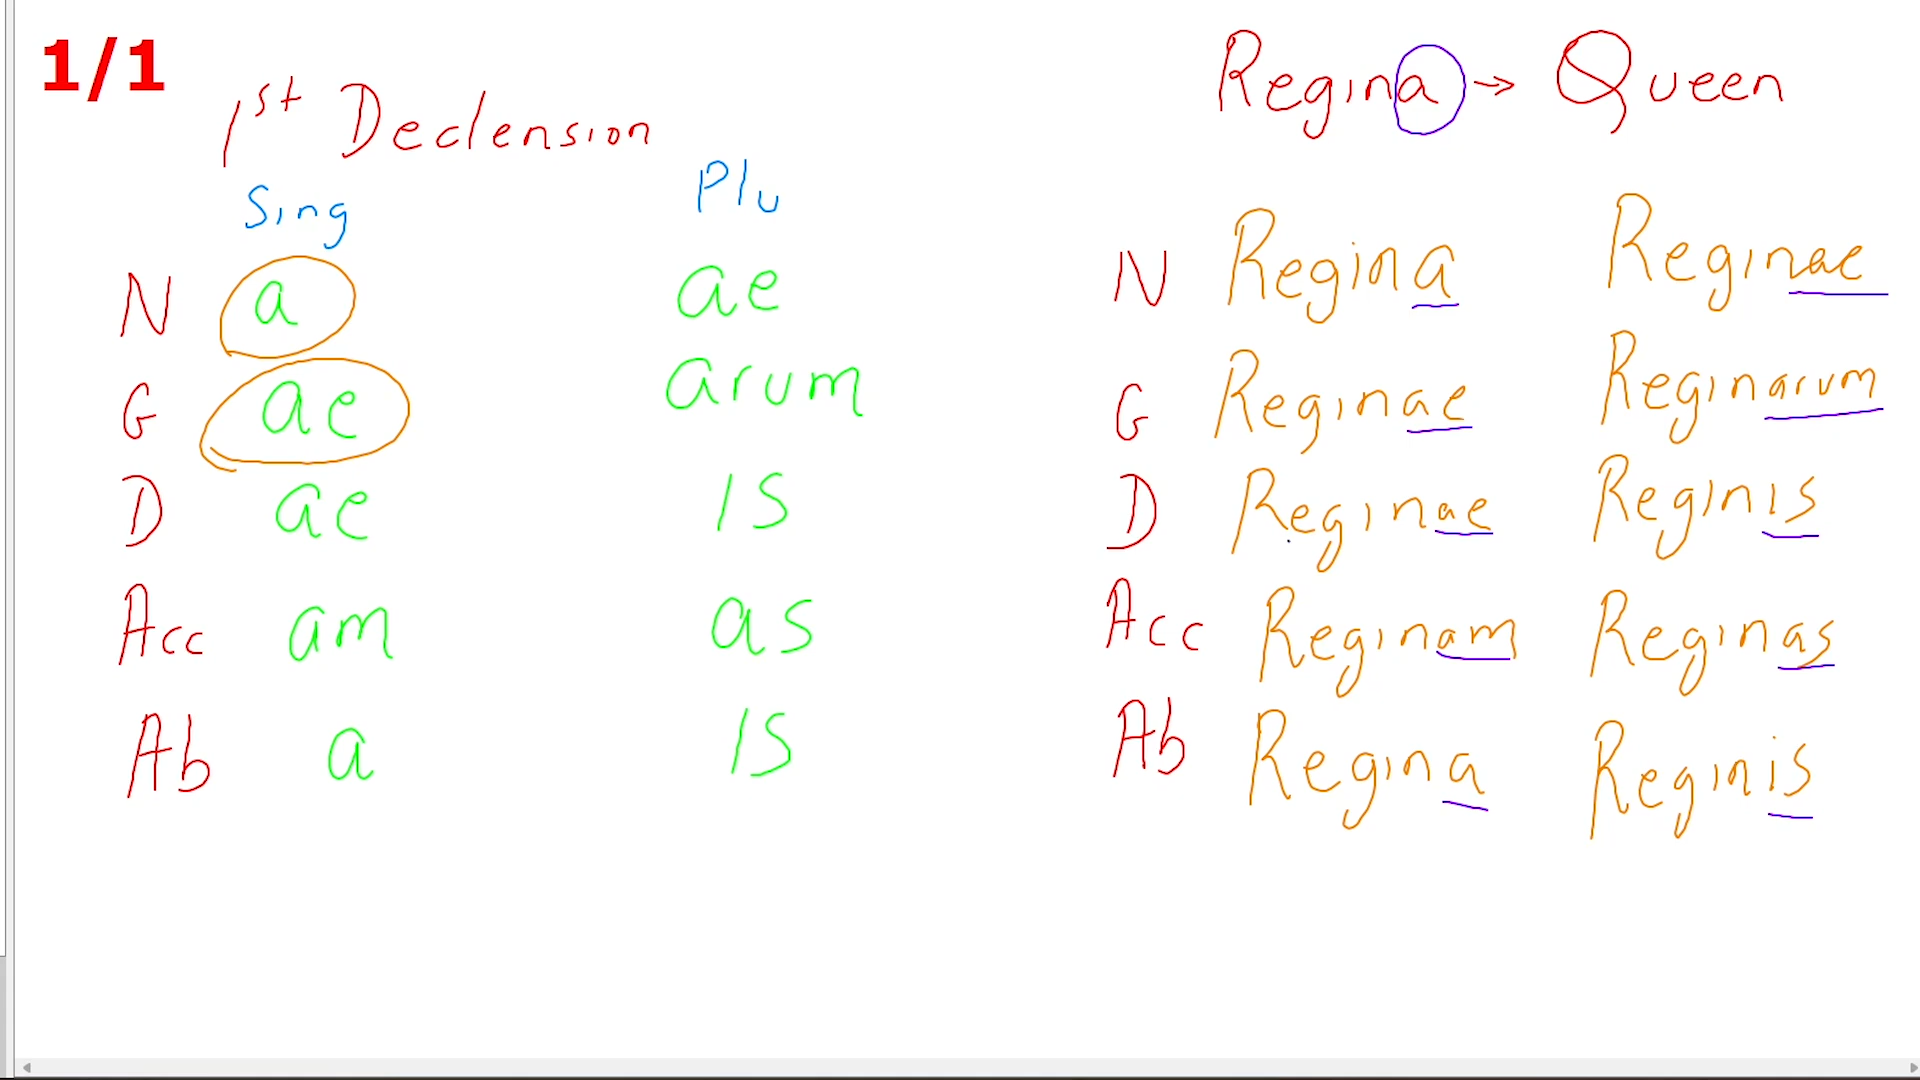 1/1
1st Declension
Sing Plu
N a ae
G ae arum
D ae is
Acc am as
Ab a is
Regina → Queen
N Regina Reginae
G Reginae Reginarum
D Reginae Reginis
Acc Reginam Reginas
Ab Regina Reginis